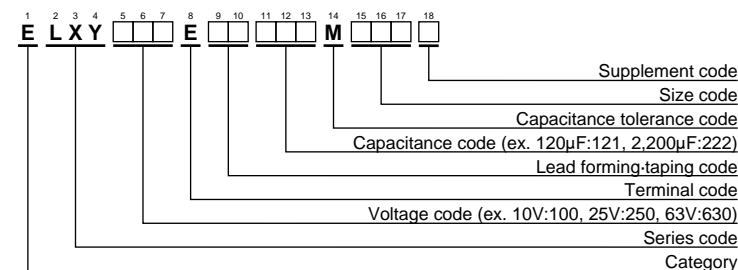 1 2 3 4 5 6 7 8 9 10 11 12 13 14 15 16 17 18
E L X Y □□□ E □□ □□□ M □□□ □
Supplement code
Size code
Capacitance tolerance code
Capacitance code (ex. 120µF:121, 2,200µF:222)
Lead forming·taping code
Terminal code
Voltage code (ex. 10V:100, 25V:250, 63V:630)
Series code
Category